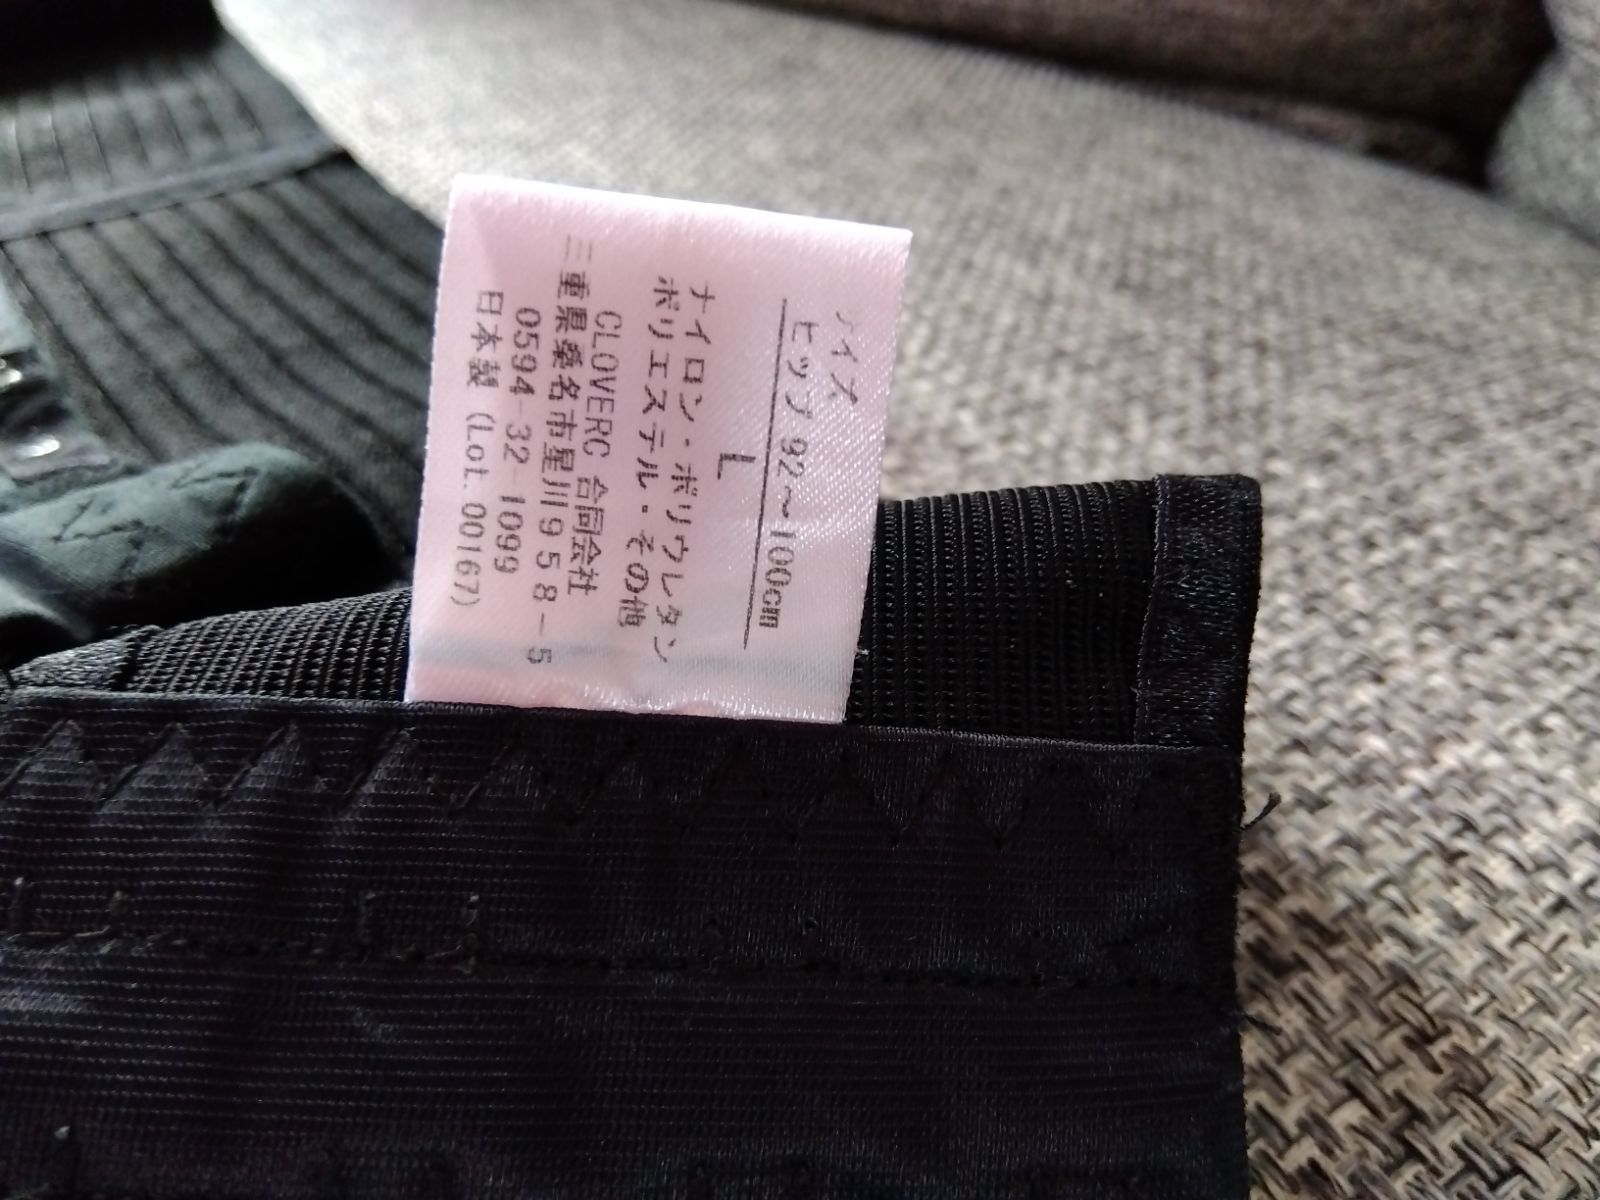 サイズ
ヒップ 92～100cm
L
ナイロン・ポリウレタン
ポリエステル・その他
CLOVERC 合同会社
三重県桑名市星川958-5
0594-32-1099
日本製 (Lot. 00167)